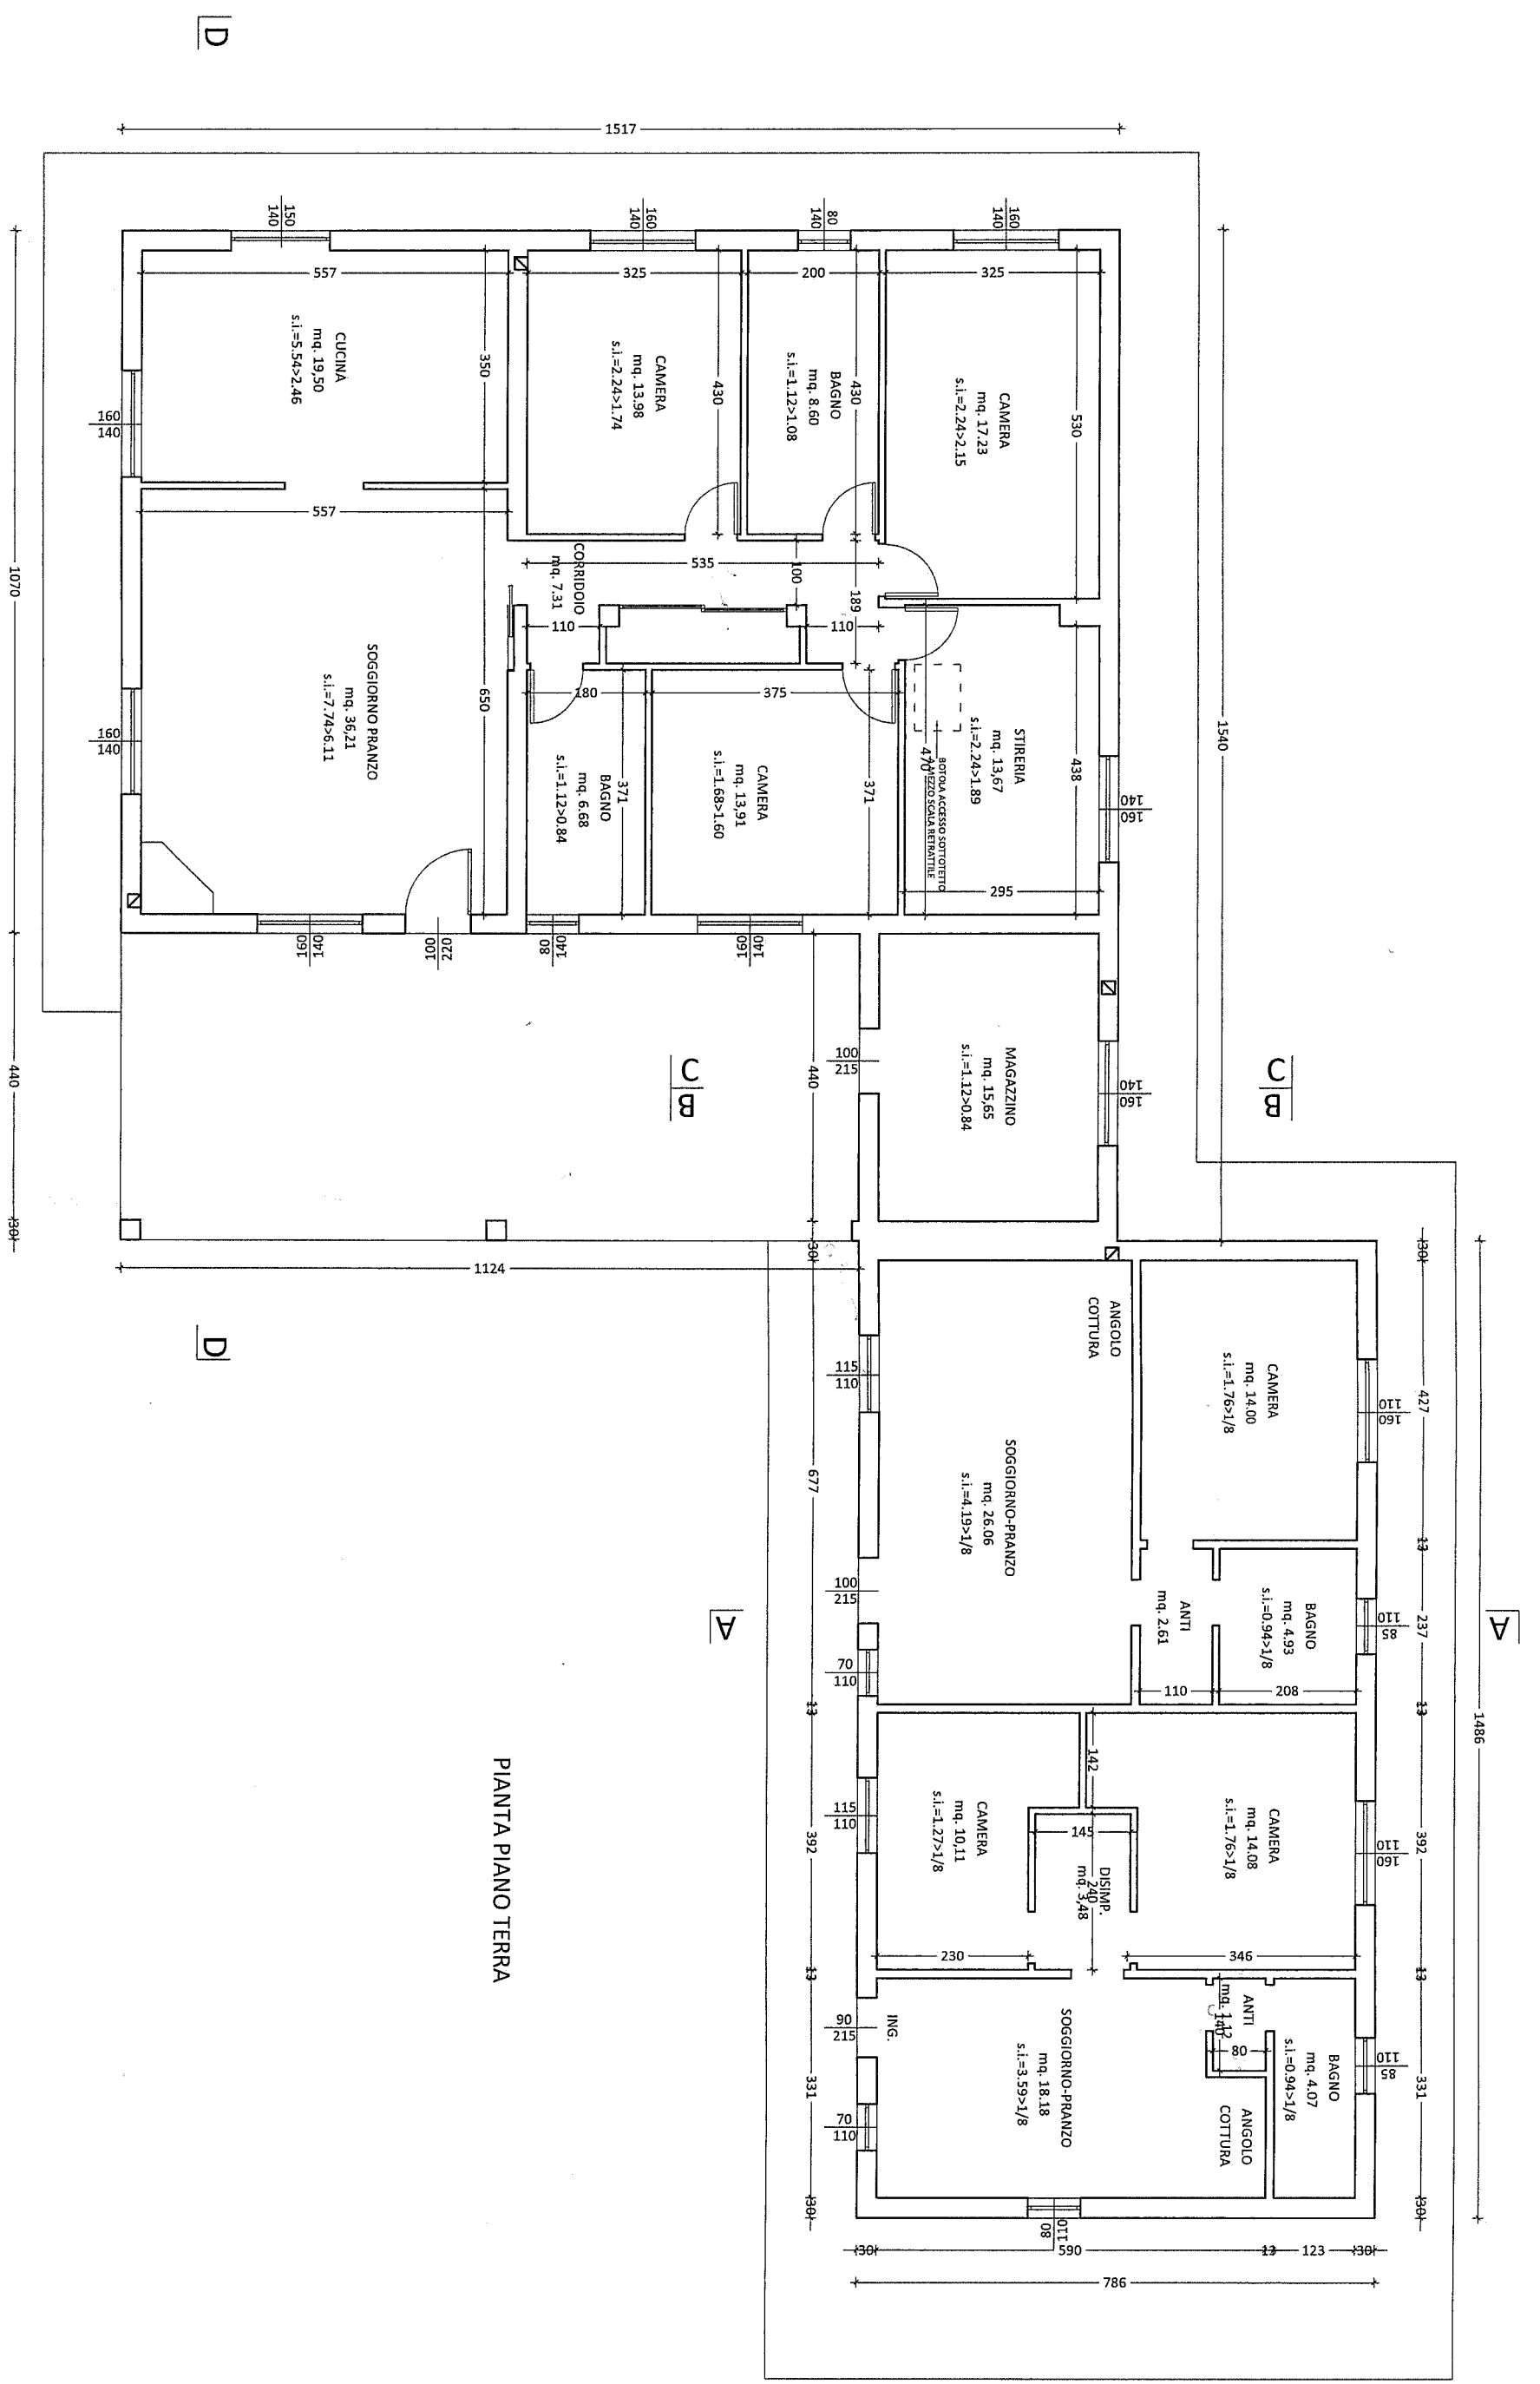 D
1517
150
140
160
140
80
140
160
140
557
325
200
325
CUCINA
mq. 19,50
s.i.=5.54>2.46
350
CAMERA
mq. 13.98
s.i.=2.24>1.74
430
BAGNO
mq. 8.60
s.i.=1.12>1.08
430
CAMERA
mq. 17.23
s.i.=2.24>2.15
530
160
140
557
535
CORRIDOIO
mq. 7.31
100
189
110
110
1070
1540
SOGGIORNO PRANZO
mq. 36,21
s.i.=7.74>6.11
650
160
140
180
375
BAGNO
mq. 6.68
s.i.=1.12>0.84
371
CAMERA
mq. 13,91
s.i.=1.68>1.60
371
STIRERIA
mq. 13,67
s.i.=2.24>1.89
470
BOTOLA ACCESSO SOTTOTETTO
A MEZZO SCALA RETRATTILE
438
295
140
160
140
160
220
100
140
80
140
160
440
440
C
B
C
B
100
215
MAGAZZINO
mq. 15,65
s.i.=1.12>0.84
140
160
30
30
30
1124
D
ANGOLO
COTTURA
115
110
CAMERA
mq. 14.00
s.i.=1.76>1/8
110
160
427
677
SOGGIORNO-PRANZO
mq. 26.06
s.i.=4.19>1/8
13
100
215
A
A
ANTI
mq. 2.61
BAGNO
mq. 4.93
s.i.=0.94>1/8
110
85
237
70
110
110
208
13
13
1486
142
PIANTA PIANO TERRA
115
110
392
CAMERA
mq. 10,11
s.i.=1.27>1/8
145
DISIMP.
mq. 3,48
240
CAMERA
mq. 14.08
s.i.=1.76>1/8
110
160
392
230
346
13
13
ING.
90
215
331
SOGGIORNO-PRANZO
mq. 18.18
s.i.=3.59>1/8
ANTI
mq. 1.12
140
80
BAGNO
mq. 4.07
s.i.=0.94>1/8
110
85
331
ANGOLO
COTTURA
70
110
30
30
110
80
30
590
13
123
30
786